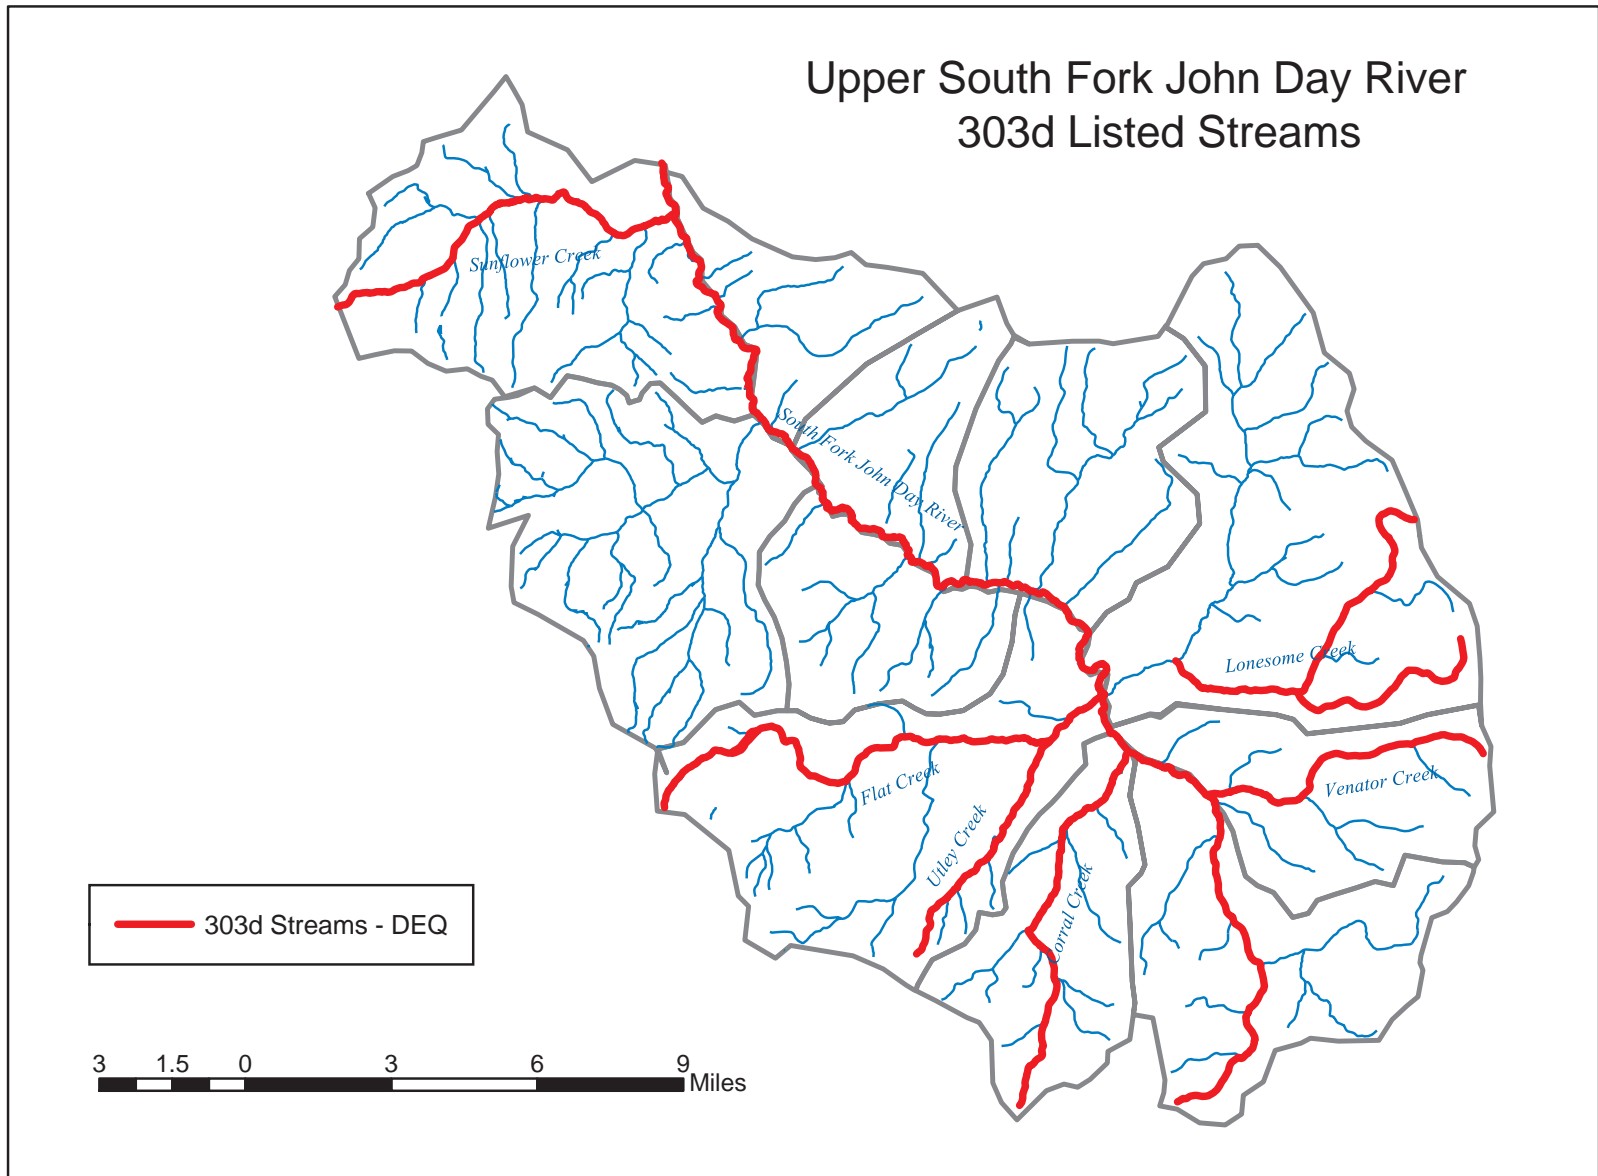 Upper South Fork John Day River
303d Listed Streams
Sunflower Creek
South Fork John Day River
Lonesome Creek
Venator Creek
Flat Creek
Utley Creek
Corral Creek
303d Streams - DEQ
3 1.5 0 3 6 9
Miles